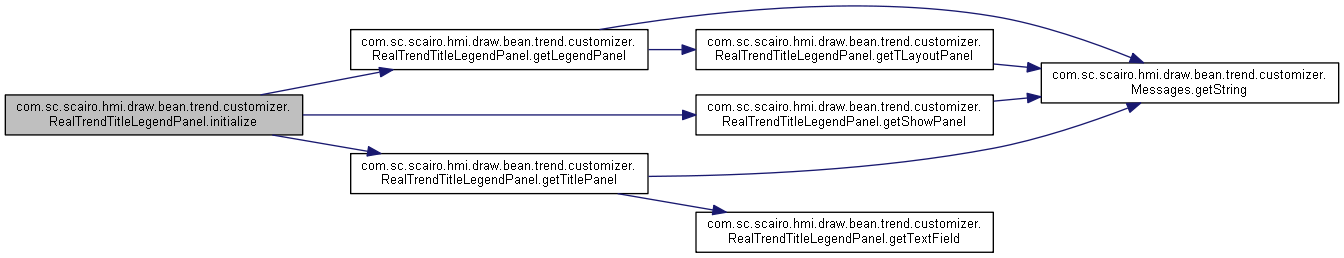 com.sc.scairo.hmi.draw.bean.trend.customizer.
RealTrendTitleLegendPanel.initialize
com.sc.scairo.hmi.draw.bean.trend.customizer.
RealTrendTitleLegendPanel.getLegendPanel
com.sc.scairo.hmi.draw.bean.trend.customizer.
RealTrendTitleLegendPanel.getTLayoutPanel
com.sc.scairo.hmi.draw.bean.trend.customizer.
Messages.getString
com.sc.scairo.hmi.draw.bean.trend.customizer.
RealTrendTitleLegendPanel.getShowPanel
com.sc.scairo.hmi.draw.bean.trend.customizer.
RealTrendTitleLegendPanel.getTitlePanel
com.sc.scairo.hmi.draw.bean.trend.customizer.
RealTrendTitleLegendPanel.getTextField